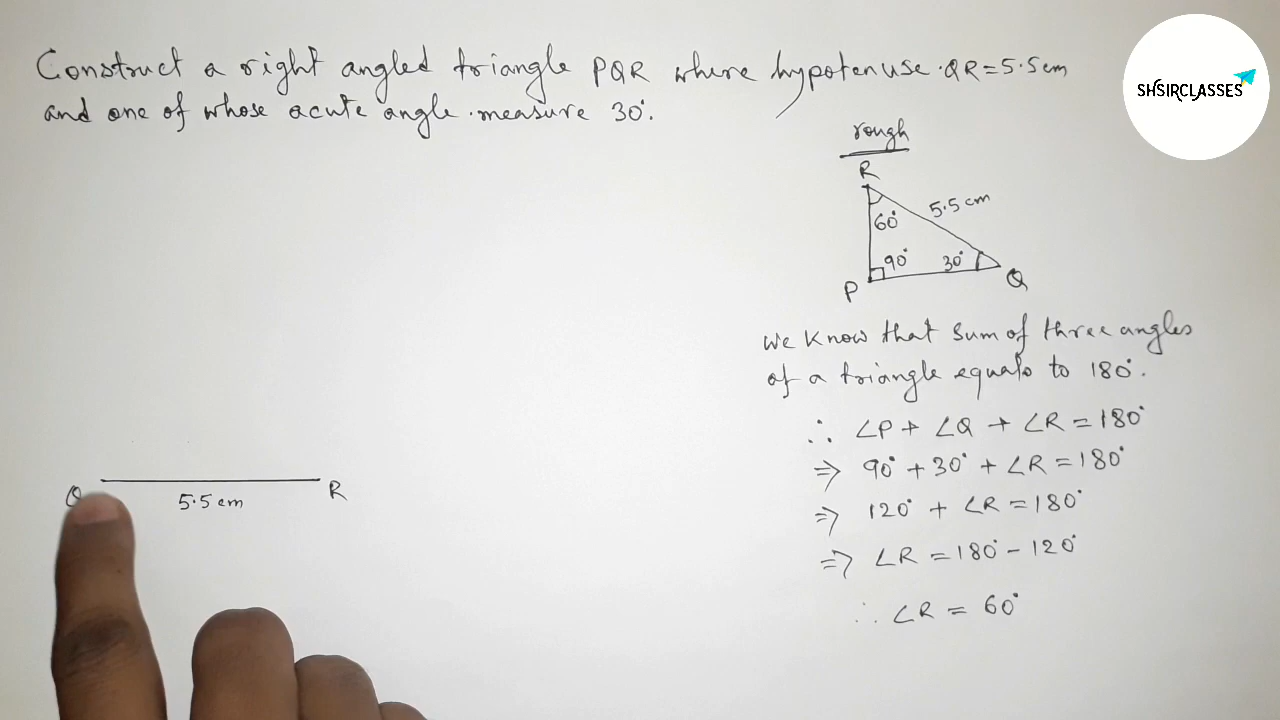 Construct a right angled triangle PQR where hypotenuse. QR=5.5cm
and one of whose acute angle. measure 30°.
SHSIRCLASSES
rough
R
60°
5.5 cm
90°
30°
P
Q
We know that sum of three angles
of a triangle equals to 180°.
∴ ∠P + ∠Q + ∠R = 180°
⇒ 90° + 30° + ∠R = 180°
⇒ 120° + ∠R = 180°
⇒ ∠R = 180° - 120°
∴ ∠R = 60°
Q
5.5 cm
R